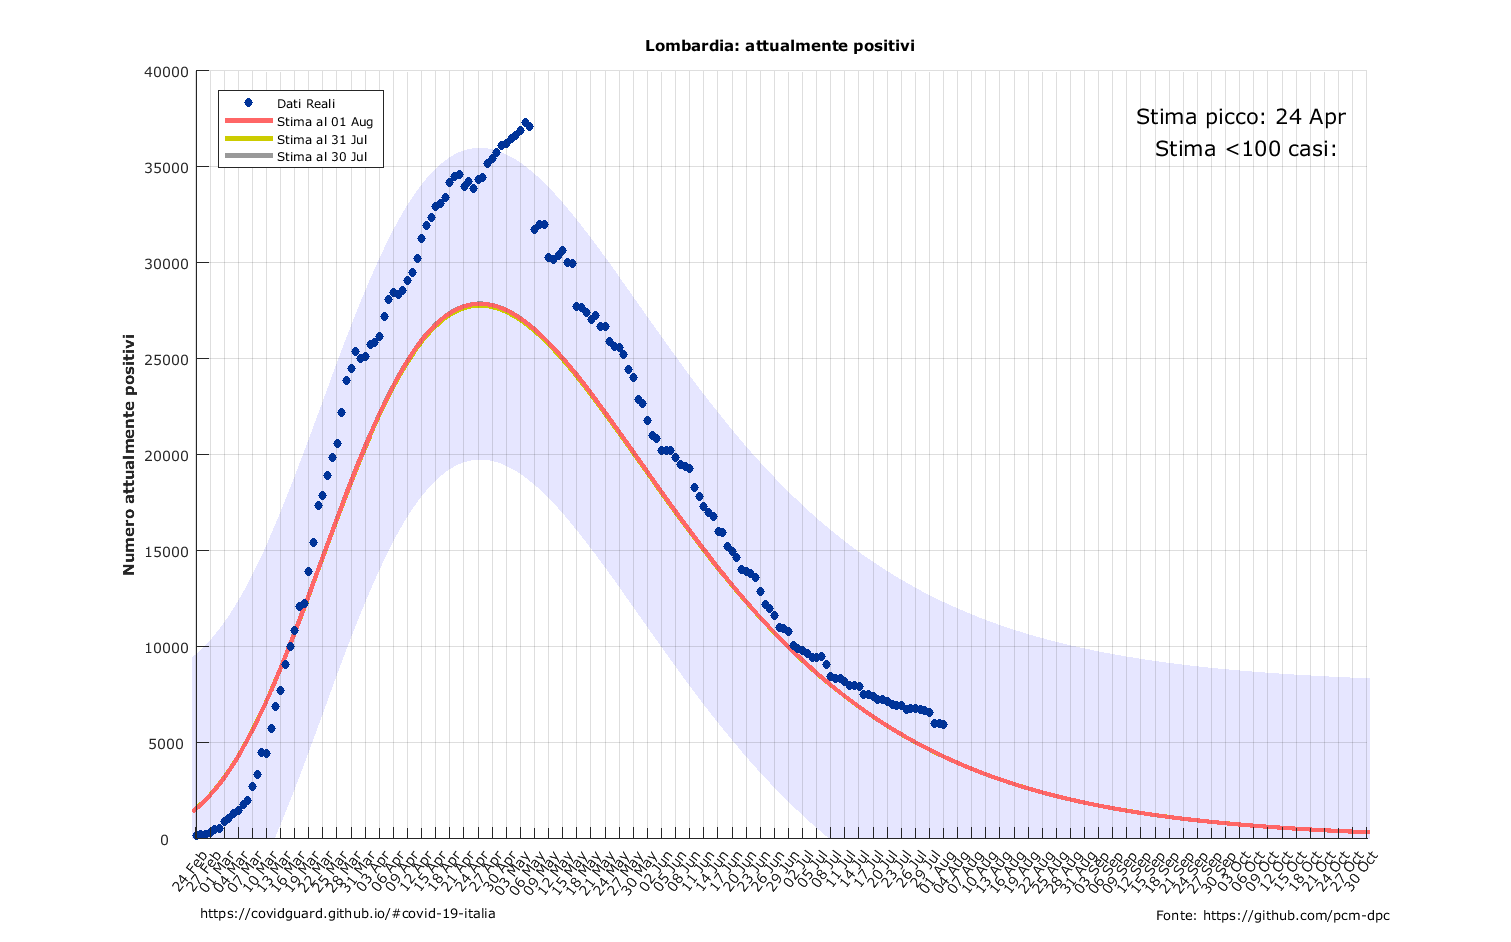 Lombardia: attualmente positivi
40000
35000
30000
25000
20000
15000
10000
5000
0
Numero attualmente positivi
Dati Reali
Stima al 01 Aug
Stima al 31 Jul
Stima al 30 Jul
Stima picco: 24 Apr
Stima <100 casi:
24 Feb
27 Feb
01 Mar
04 Mar
07 Mar
10 Mar
13 Mar
16 Mar
19 Mar
22 Mar
25 Mar
28 Mar
31 Mar
03 Apr
06 Apr
09 Apr
12 Apr
15 Apr
18 Apr
21 Apr
24 Apr
27 Apr
30 Apr
03 May
06 May
09 May
12 May
15 May
18 May
21 May
24 May
27 May
30 May
02 Jun
05 Jun
08 Jun
11 Jun
14 Jun
17 Jun
20 Jun
23 Jun
26 Jun
29 Jun
02 Jul
05 Jul
08 Jul
11 Jul
14 Jul
17 Jul
20 Jul
23 Jul
26 Jul
29 Jul
01 Aug
04 Aug
07 Aug
10 Aug
13 Aug
16 Aug
19 Aug
22 Aug
25 Aug
28 Aug
31 Aug
03 Sep
06 Sep
09 Sep
12 Sep
15 Sep
18 Sep
21 Sep
24 Sep
27 Sep
30 Sep
03 Oct
06 Oct
09 Oct
12 Oct
15 Oct
18 Oct
21 Oct
24 Oct
27 Oct
30 Oct
https://covidguard.github.io/#covid-19-italia
Fonte: https://github.com/pcm-dpc